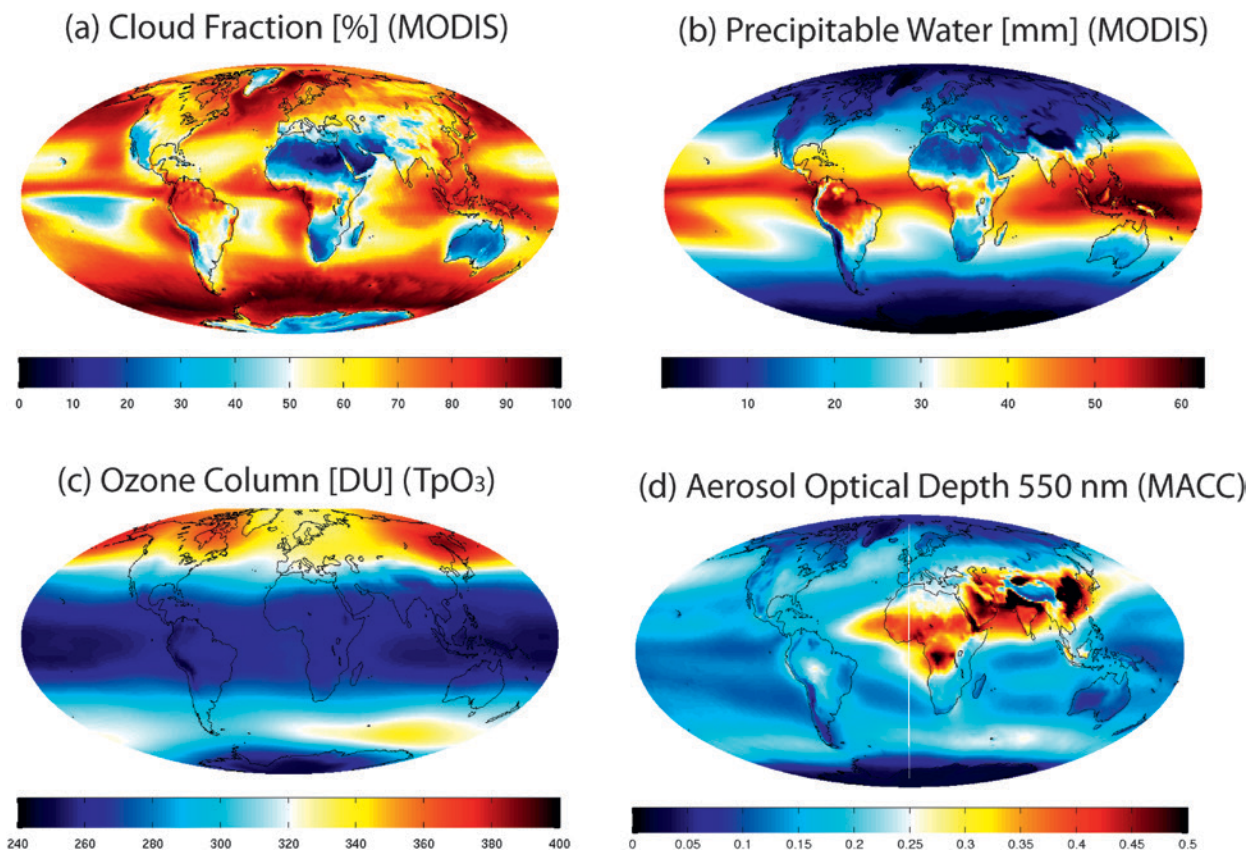 (a) Cloud Fraction [%] (MODIS)
(b) Precipitable Water [mm] (MODIS)
0 10 20 30 40 50 60 70 80 90 100
10 20 30 40 50 60
(c) Ozone Column [DU] (TpO₃)
(d) Aerosol Optical Depth 550 nm (MACC)
240 260 280 300 320 340 360 380 400
0 0.05 0.1 0.15 0.2 0.25 0.3 0.35 0.4 0.45 0.5